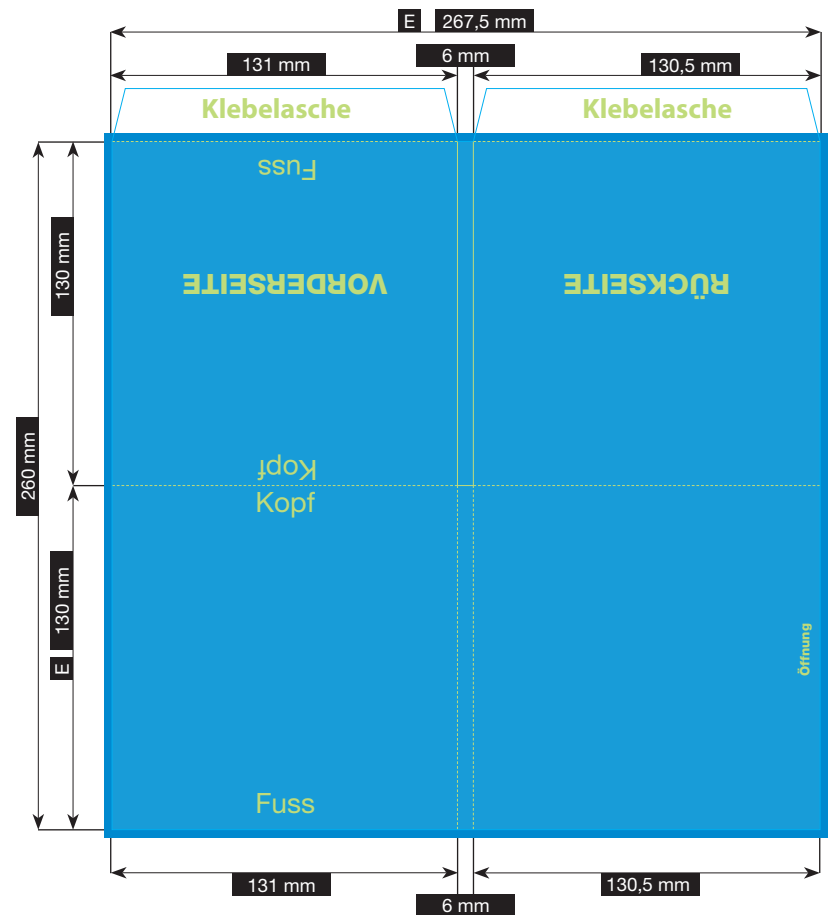 E 267,5 mm
6 mm
131 mm
130,5 mm
Klebelasche
Klebelasche
Fuss
130 mm
VORDERSEITE
RÜCKSEITE
260 mm
Kopf
Kopf
130 mm
E
Öffnung
Fuss
131 mm
130,5 mm
6 mm